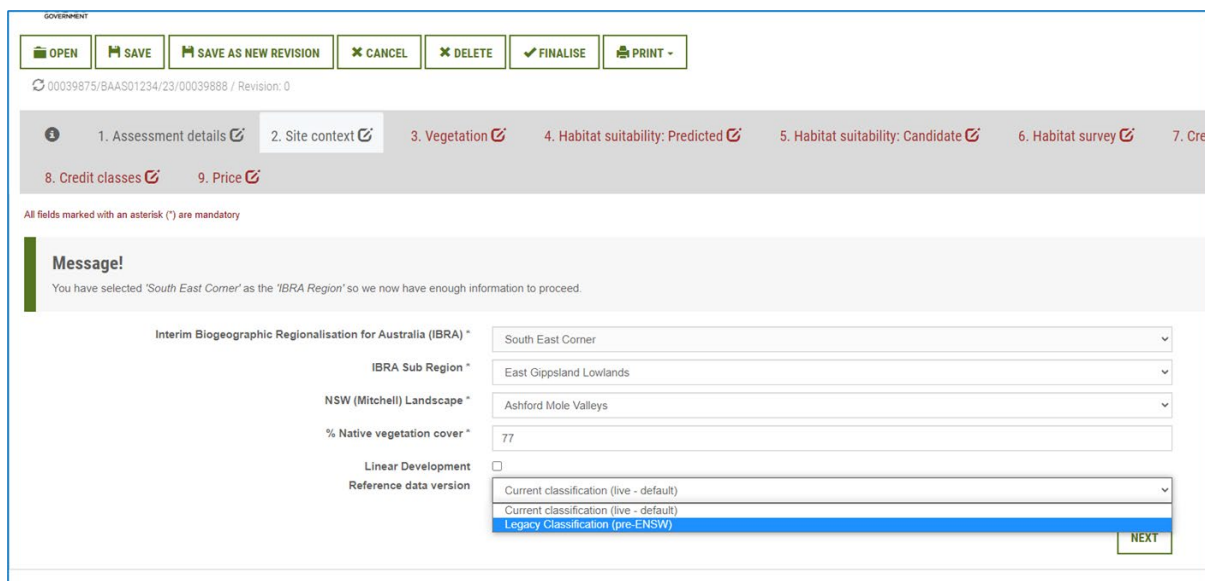 GOVERNMENT
OPEN SAVE SAVE AS NEW REVISION CANCEL DELETE FINALISE PRINT
00039875/BAAS01234/23/00039888 / Revision: 0
1. Assessment details 2. Site context 3. Vegetation 4. Habitat suitability: Predicted 5. Habitat suitability: Candidate 6. Habitat survey 7. Cre
8. Credit classes 9. Price
All fields marked with an asterisk (*) are mandatory
Message!
You have selected 'South East Corner' as the 'IBRA Region' so we now have enough information to proceed.
Interim Biogeographic Regionalisation for Australia (IBRA) * South East Corner
IBRA Sub Region * East Gippsland Lowlands
NSW (Mitchell) Landscape * Ashford Mole Valleys
% Native vegetation cover * 77
Linear Development
Reference data version Current classification (live - default)
Current classification (live - default)
Legacy Classification (pre-ENSW)
NEXT